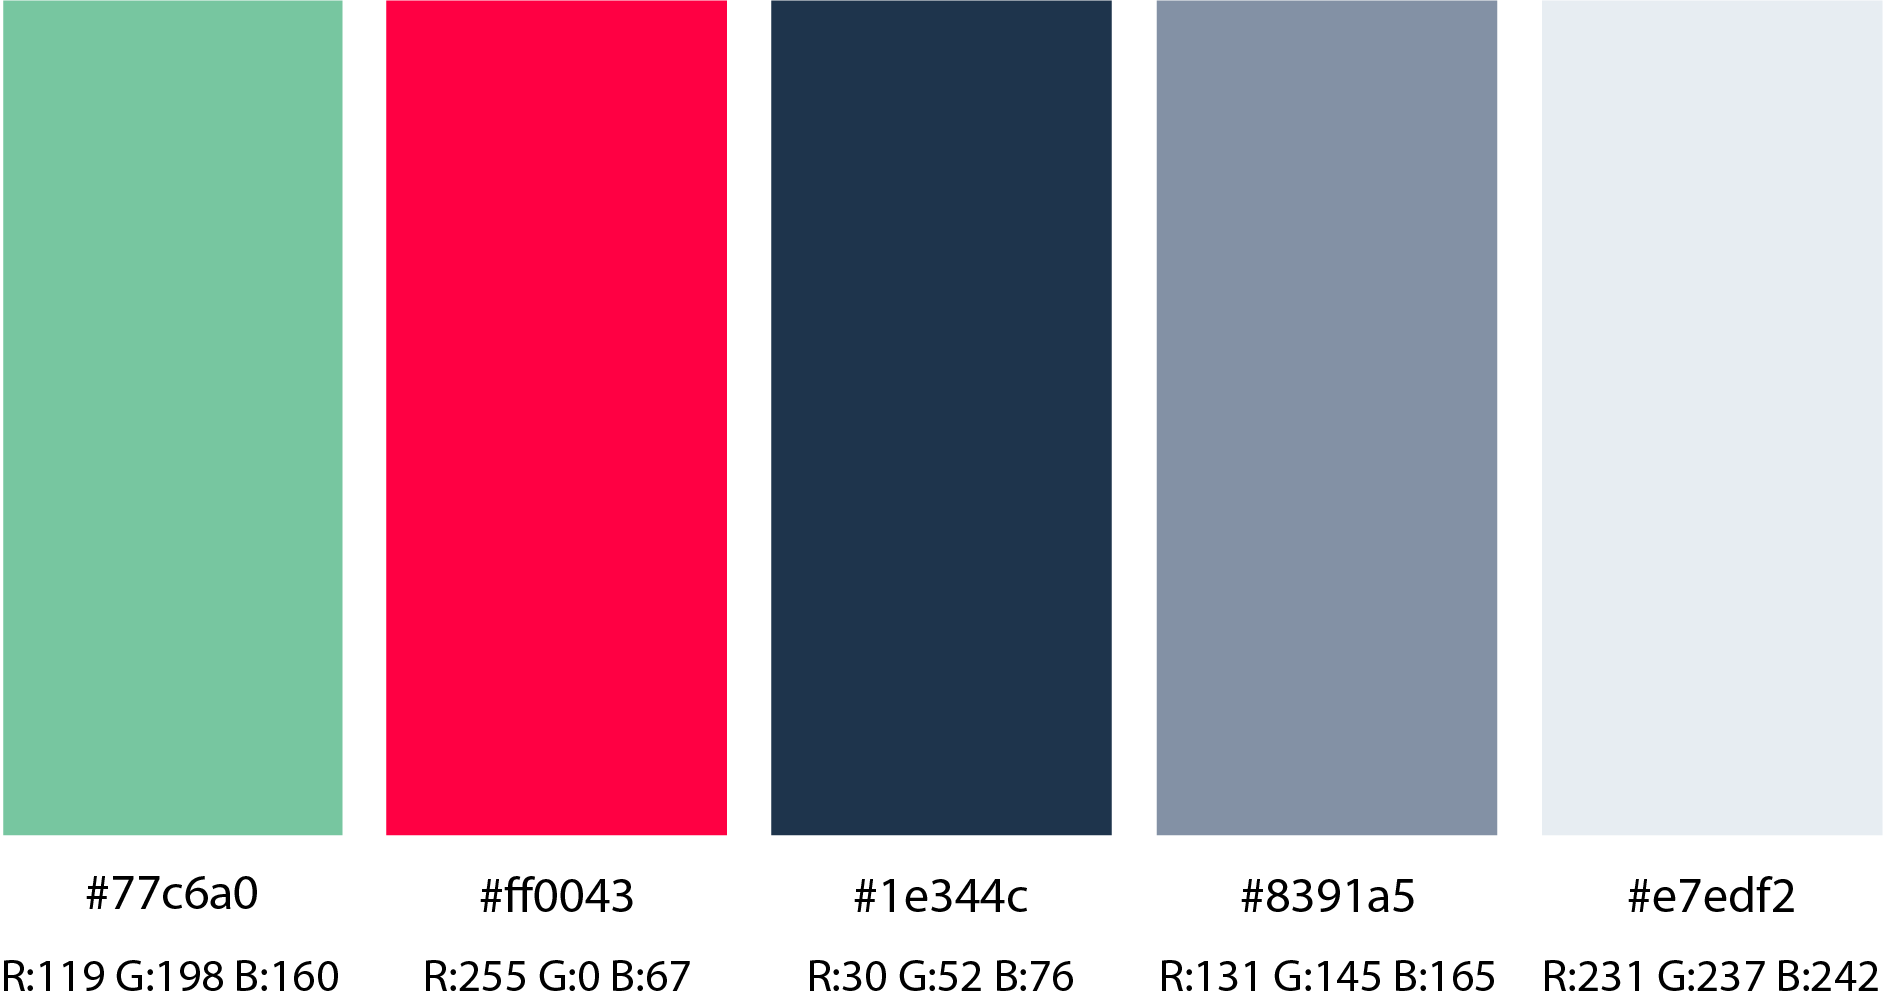 #77c6a0
#ff0043
#1e344c
#8391a5
#e7edf2
R:119 G:198 B:160
R:255 G:0 B:67
R:30 G:52 B:76
R:131 G:145 B:165
R:231 G:237 B:242